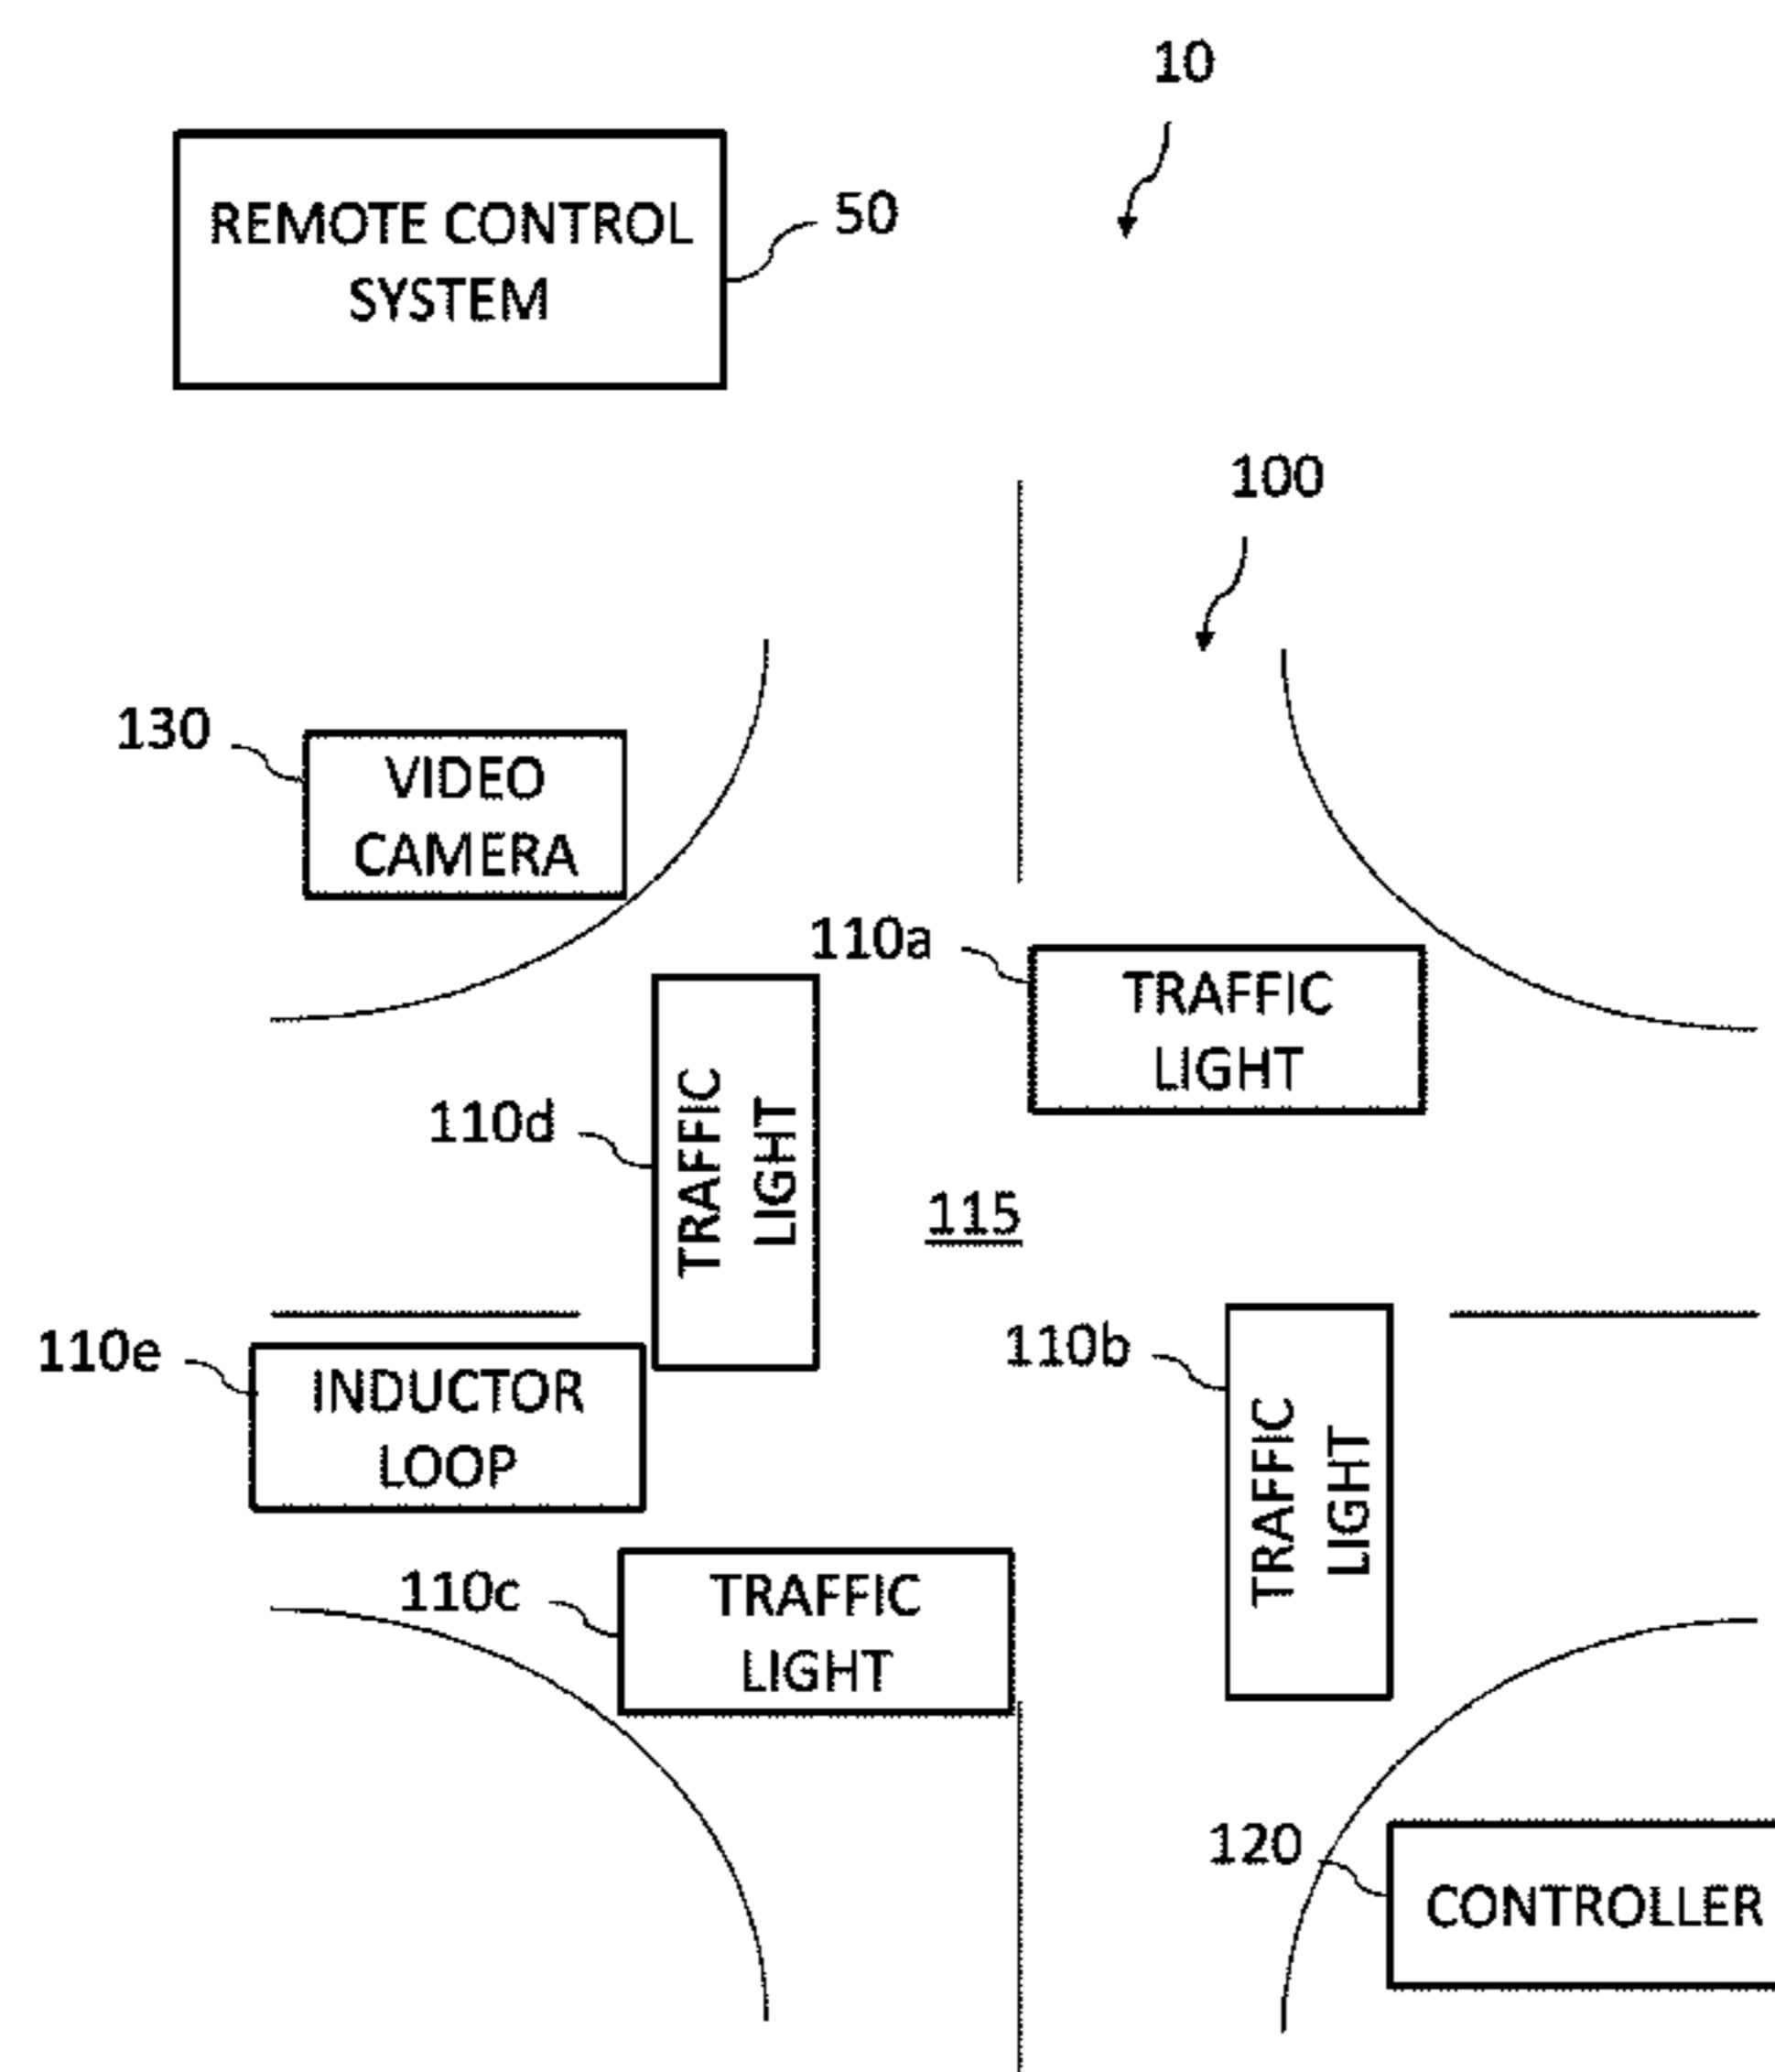 10
REMOTE CONTROL
SYSTEM
50
100
130
VIDEO
CAMERA
110a
TRAFFIC
LIGHT
110d
TRAFFIC
LIGHT
115
110e
INDUCTOR
LOOP
110b
TRAFFIC
LIGHT
110c
TRAFFIC
LIGHT
120
CONTROLLER